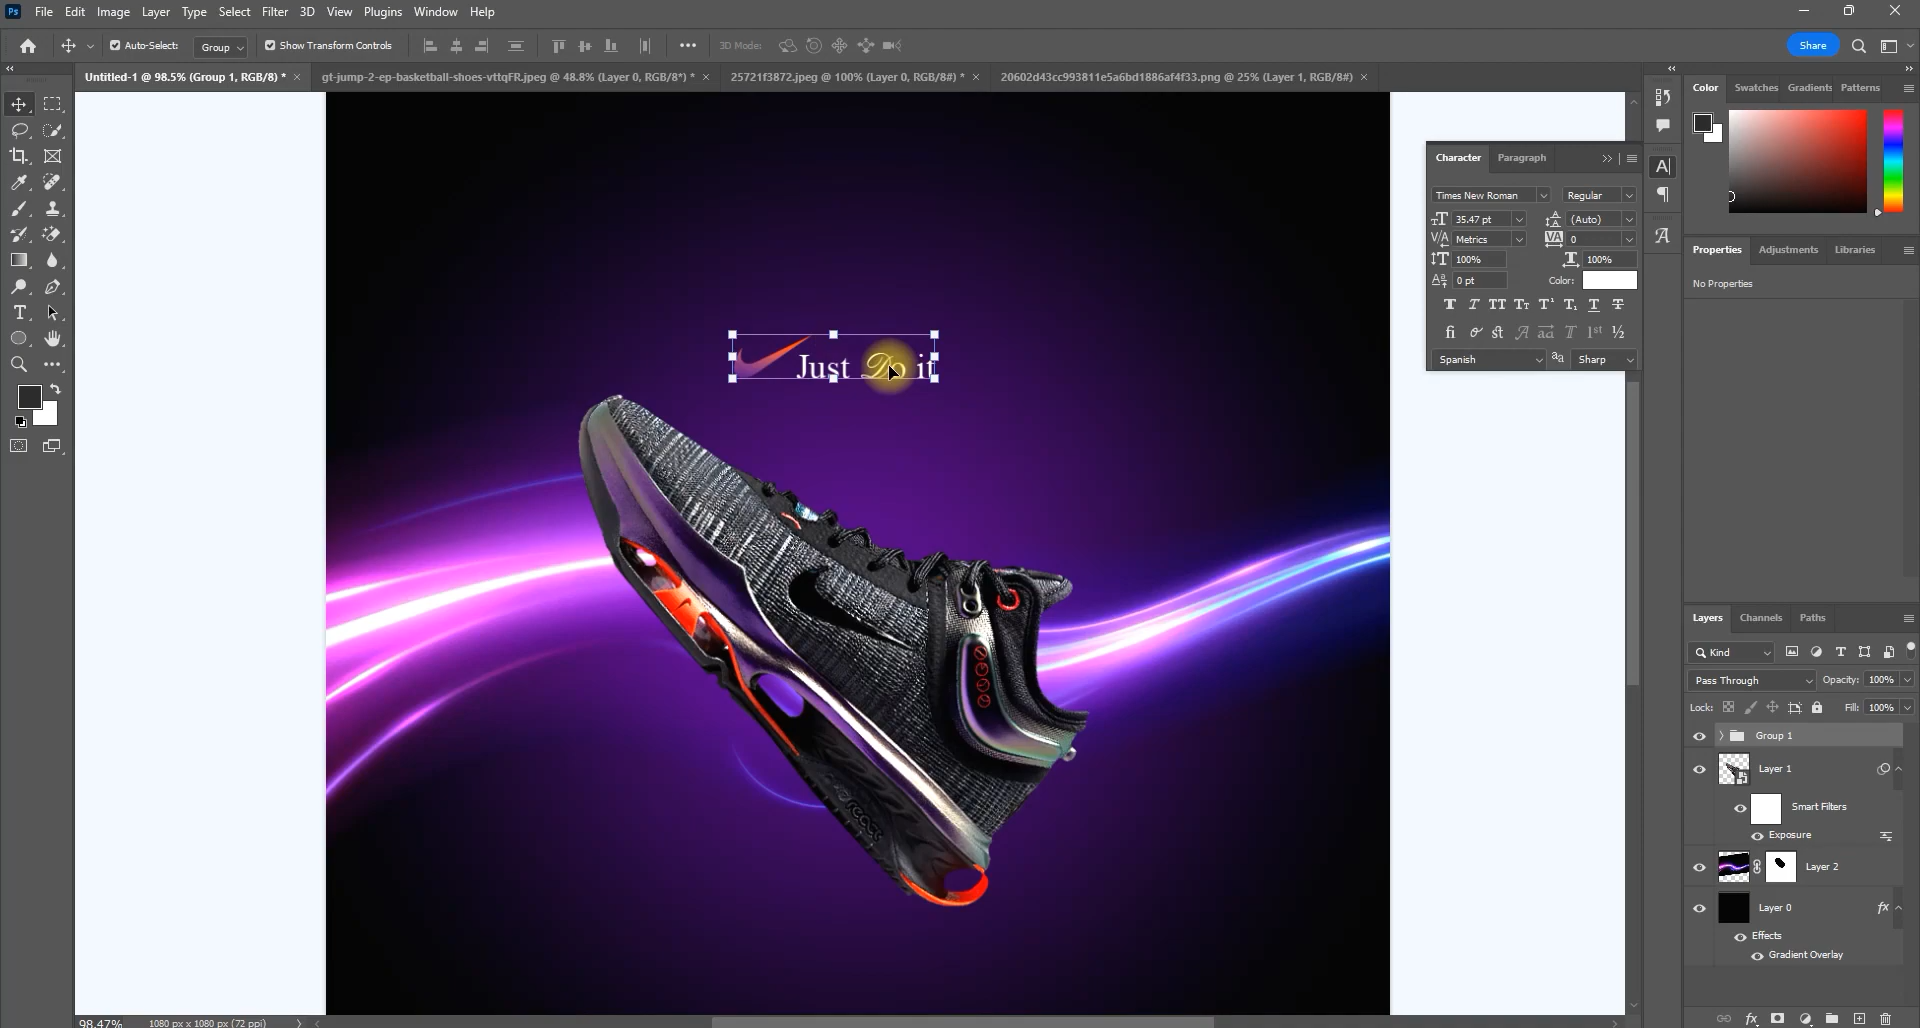 Ps File Edit Image Layer Type Select Filter 3D View Plugins Window Help
Auto-Select: Group Show Transform Controls 3D Mode: Share
Untitled-1 @ 98.5% (Group 1, RGB/8) * × gt-jump-2-ep-basketball-shoes-vttqFR.jpeg @ 48.8% (Layer 0, RGB/8*) * × 25721f3872.jpeg @ 100% (Layer 0, RGB/8#) * × 20602d43cc993811e5a6bd1886af4f33.png @ 25% (Layer 1, RGB/8#) ×
Color Swatches Gradients Patterns
Character Paragraph
Times New Roman Regular
35.47 pt (Auto)
Metrics 0
100% 100%
0 pt Color:
Spanish Sharp
Properties Adjustments Libraries
No Properties
Just Do it
react
Layers Channels Paths
Kind
Pass Through Opacity: 100%
Lock: Fill: 100%
Group 1
Layer 1
Smart Filters
Exposure
Layer 2
Layer 0 fx
Effects
Gradient Overlay
98.47% 1080 px x 1080 px (72 ppi)